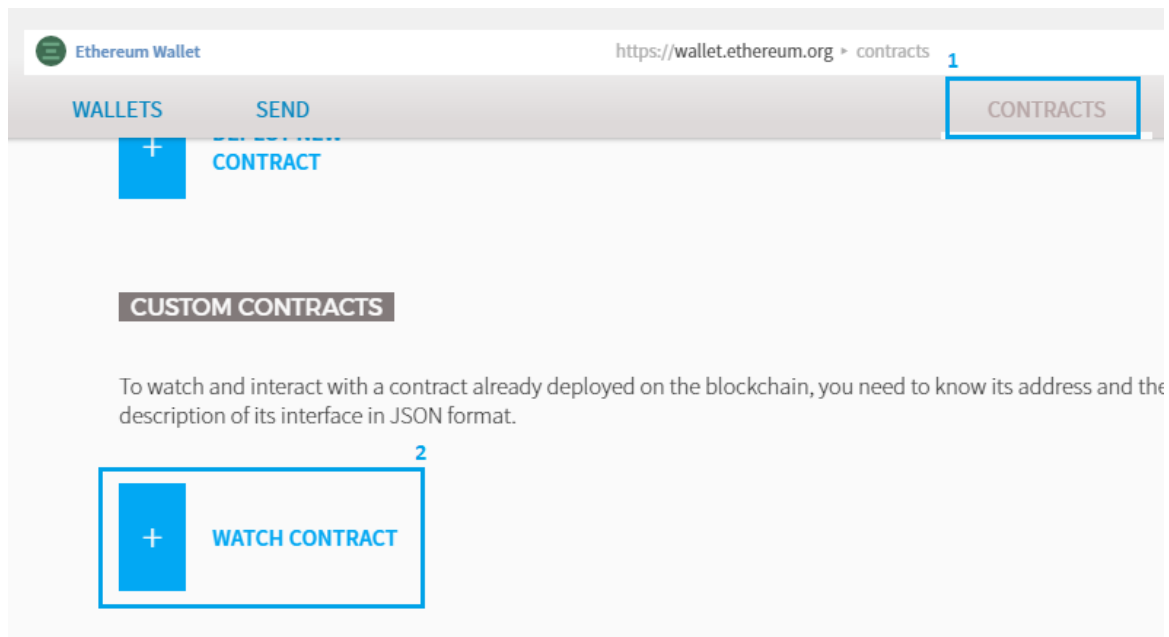 Ethereum Wallet
https://wallet.ethereum.org ▸ contracts
1
WALLETS SEND CONTRACTS
+ DEPLOY NEW
CONTRACT
CUSTOM CONTRACTS
To watch and interact with a contract already deployed on the blockchain, you need to know its address and the
description of its interface in JSON format.
2
+ WATCH CONTRACT